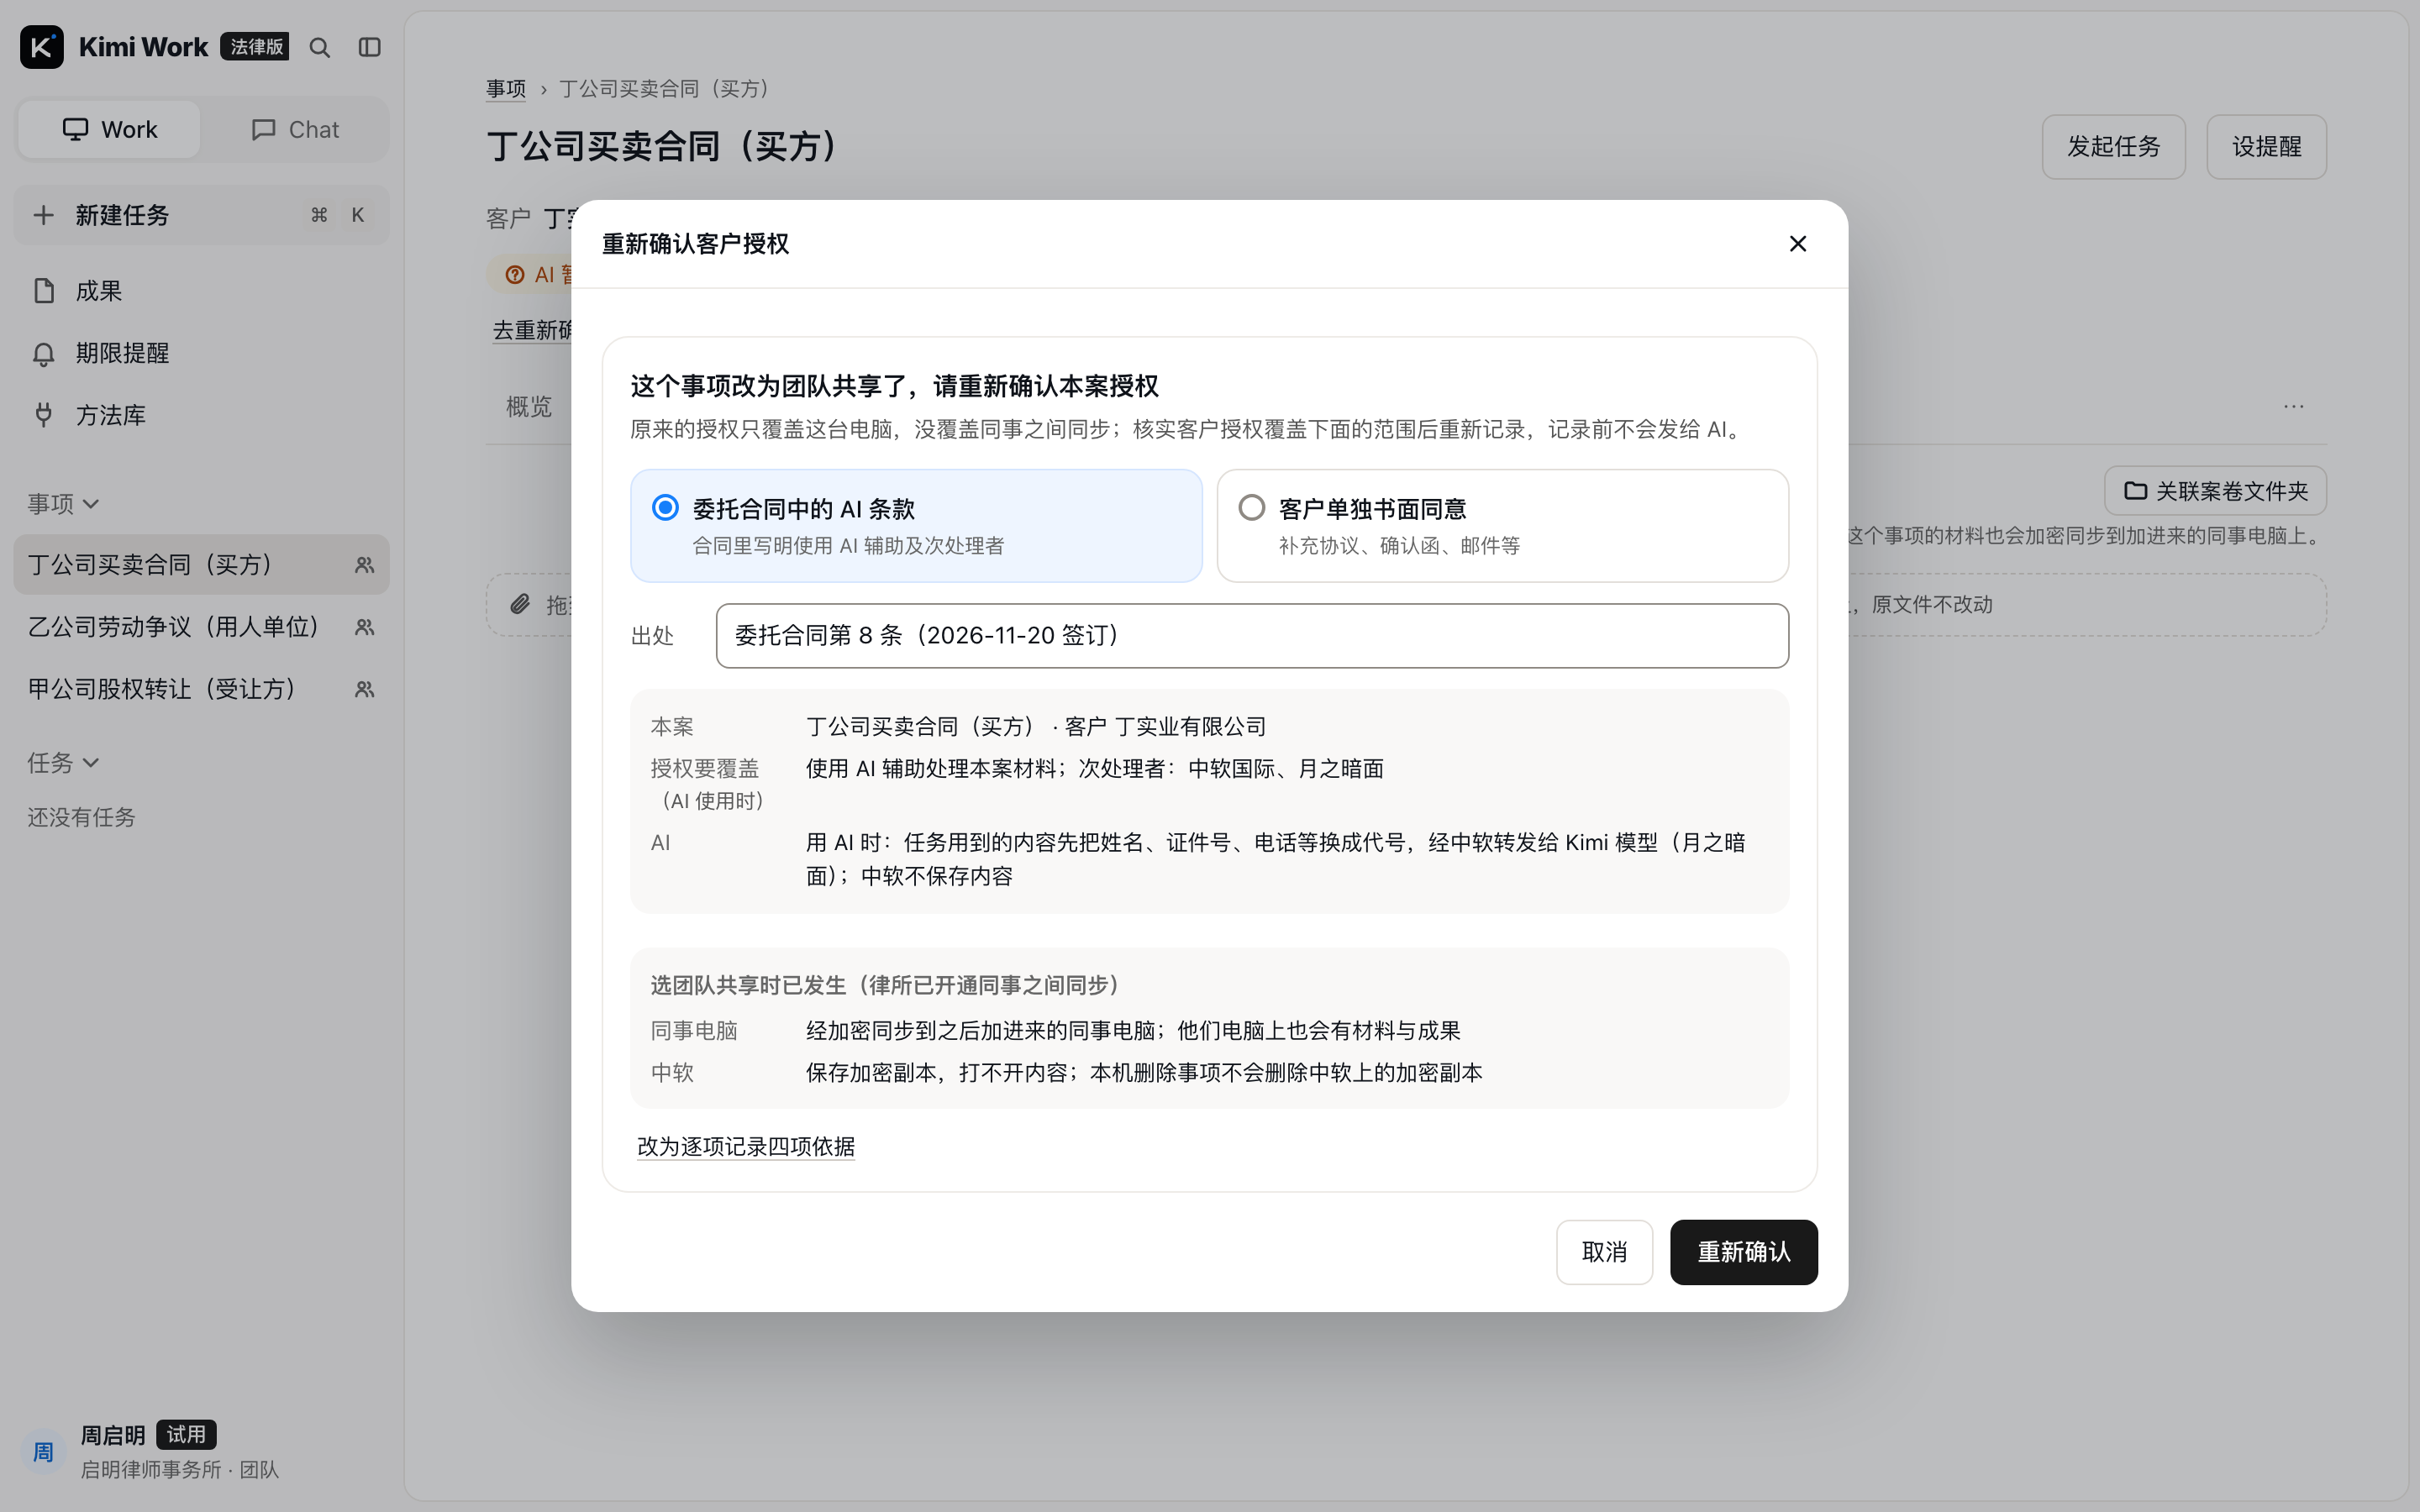 Kimi Work 法律版
Work
Chat
新建任务 ⌘ K
成果
期限提醒
方法库
事项
丁公司买卖合同（买方）
乙公司劳动争议（用人单位）
甲公司股权转让（受让方）
任务
还没有任务
周 周启明 试用
启明律师事务所 · 团队
事项 › 丁公司买卖合同（买方）
丁公司买卖合同（买方）
发起任务
设提醒
客户
AI
去重新
概览
...
关联案卷文件夹
这个事项的材料也会加密同步到加进来的同事电脑上。
，原文件不改动
重新确认客户授权
这个事项改为团队共享了，请重新确认本案授权
原来的授权只覆盖这台电脑，没覆盖同事之间同步；核实客户授权覆盖下面的范围后重新记录，记录前不会发给 AI。
委托合同中的 AI 条款
合同里写明使用 AI 辅助及次处理者
客户单独书面同意
补充协议、确认函、邮件等
出处 委托合同第 8 条（2026-11-20 签订）
本案 丁公司买卖合同（买方） · 客户 丁实业有限公司
授权要覆盖 使用 AI 辅助处理本案材料；次处理者：中软国际、月之暗面
（AI 使用时）
AI 用 AI 时：任务用到的内容先把姓名、证件号、电话等换成代号，经中软转发给 Kimi 模型（月之暗
面）；中软不保存内容
选团队共享时已发生（律所已开通同事之间同步）
同事电脑 经加密同步到之后加进来的同事电脑；他们电脑上也会有材料与成果
中软 保存加密副本，打不开内容；本机删除事项不会删除中软上的加密副本
改为逐项记录四项依据
取消
重新确认